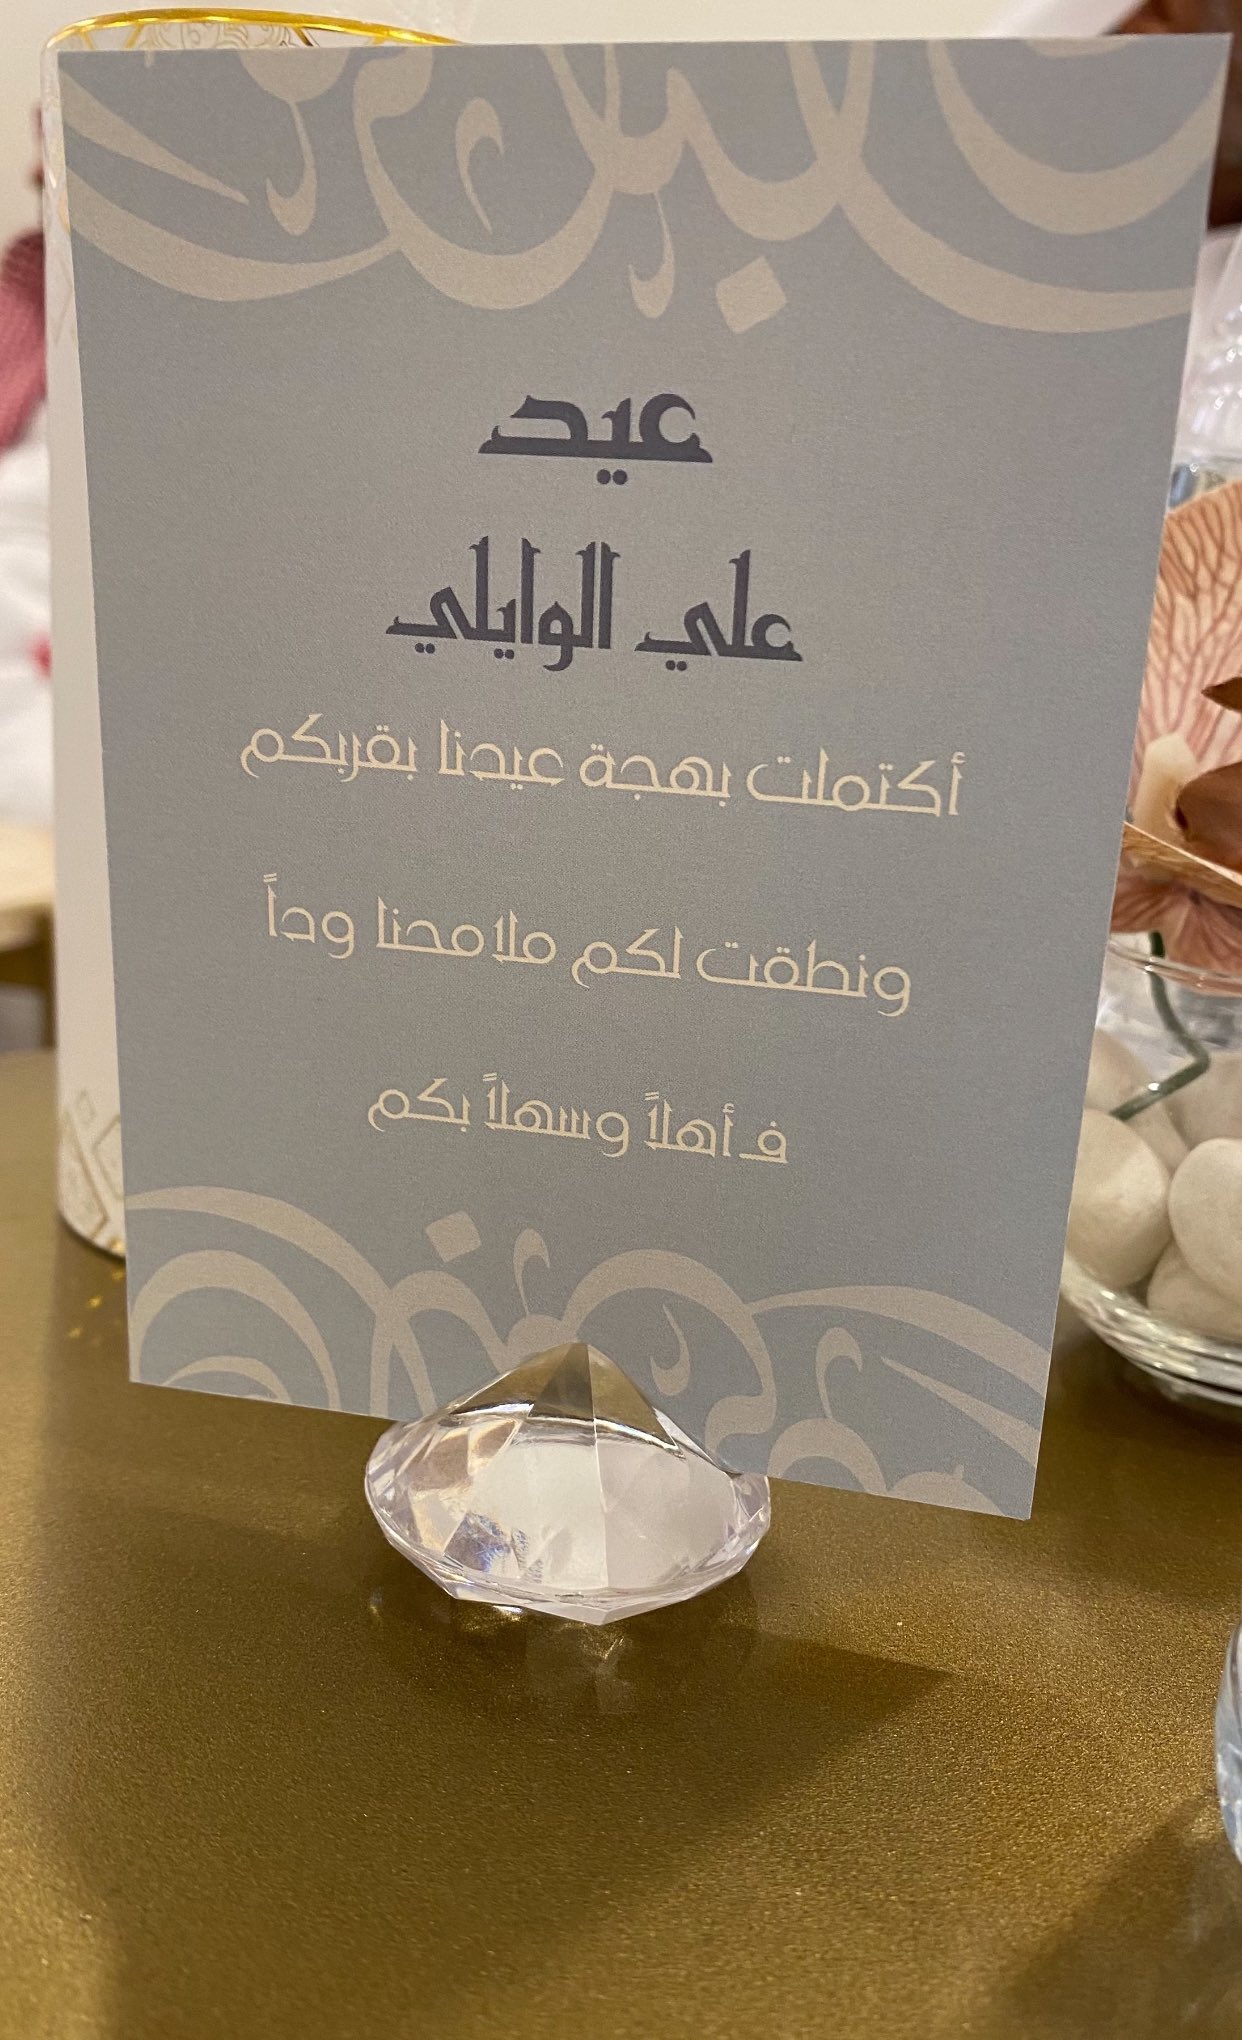 عيد
علي الوايلي
أكتملت بهجة عيدنا بقربكم
ونطقت لكم ملامحنا وداً
فـ أهلاً وسهلاً بكم